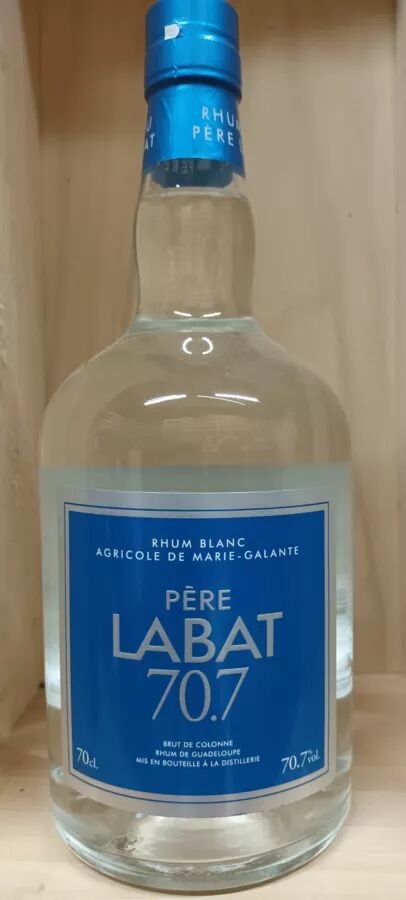 RHUM
PÈRE L
AT
RHUM BLANC
AGRICOLE DE MARIE-GALANTE
PÈRE
LABAT
70.7
BRUT DE COLONNE
RHUM DE GUADELOUPE
MIS EN BOUTEILLE À LA DISTILLERIE
70cl.
70.7% vol.